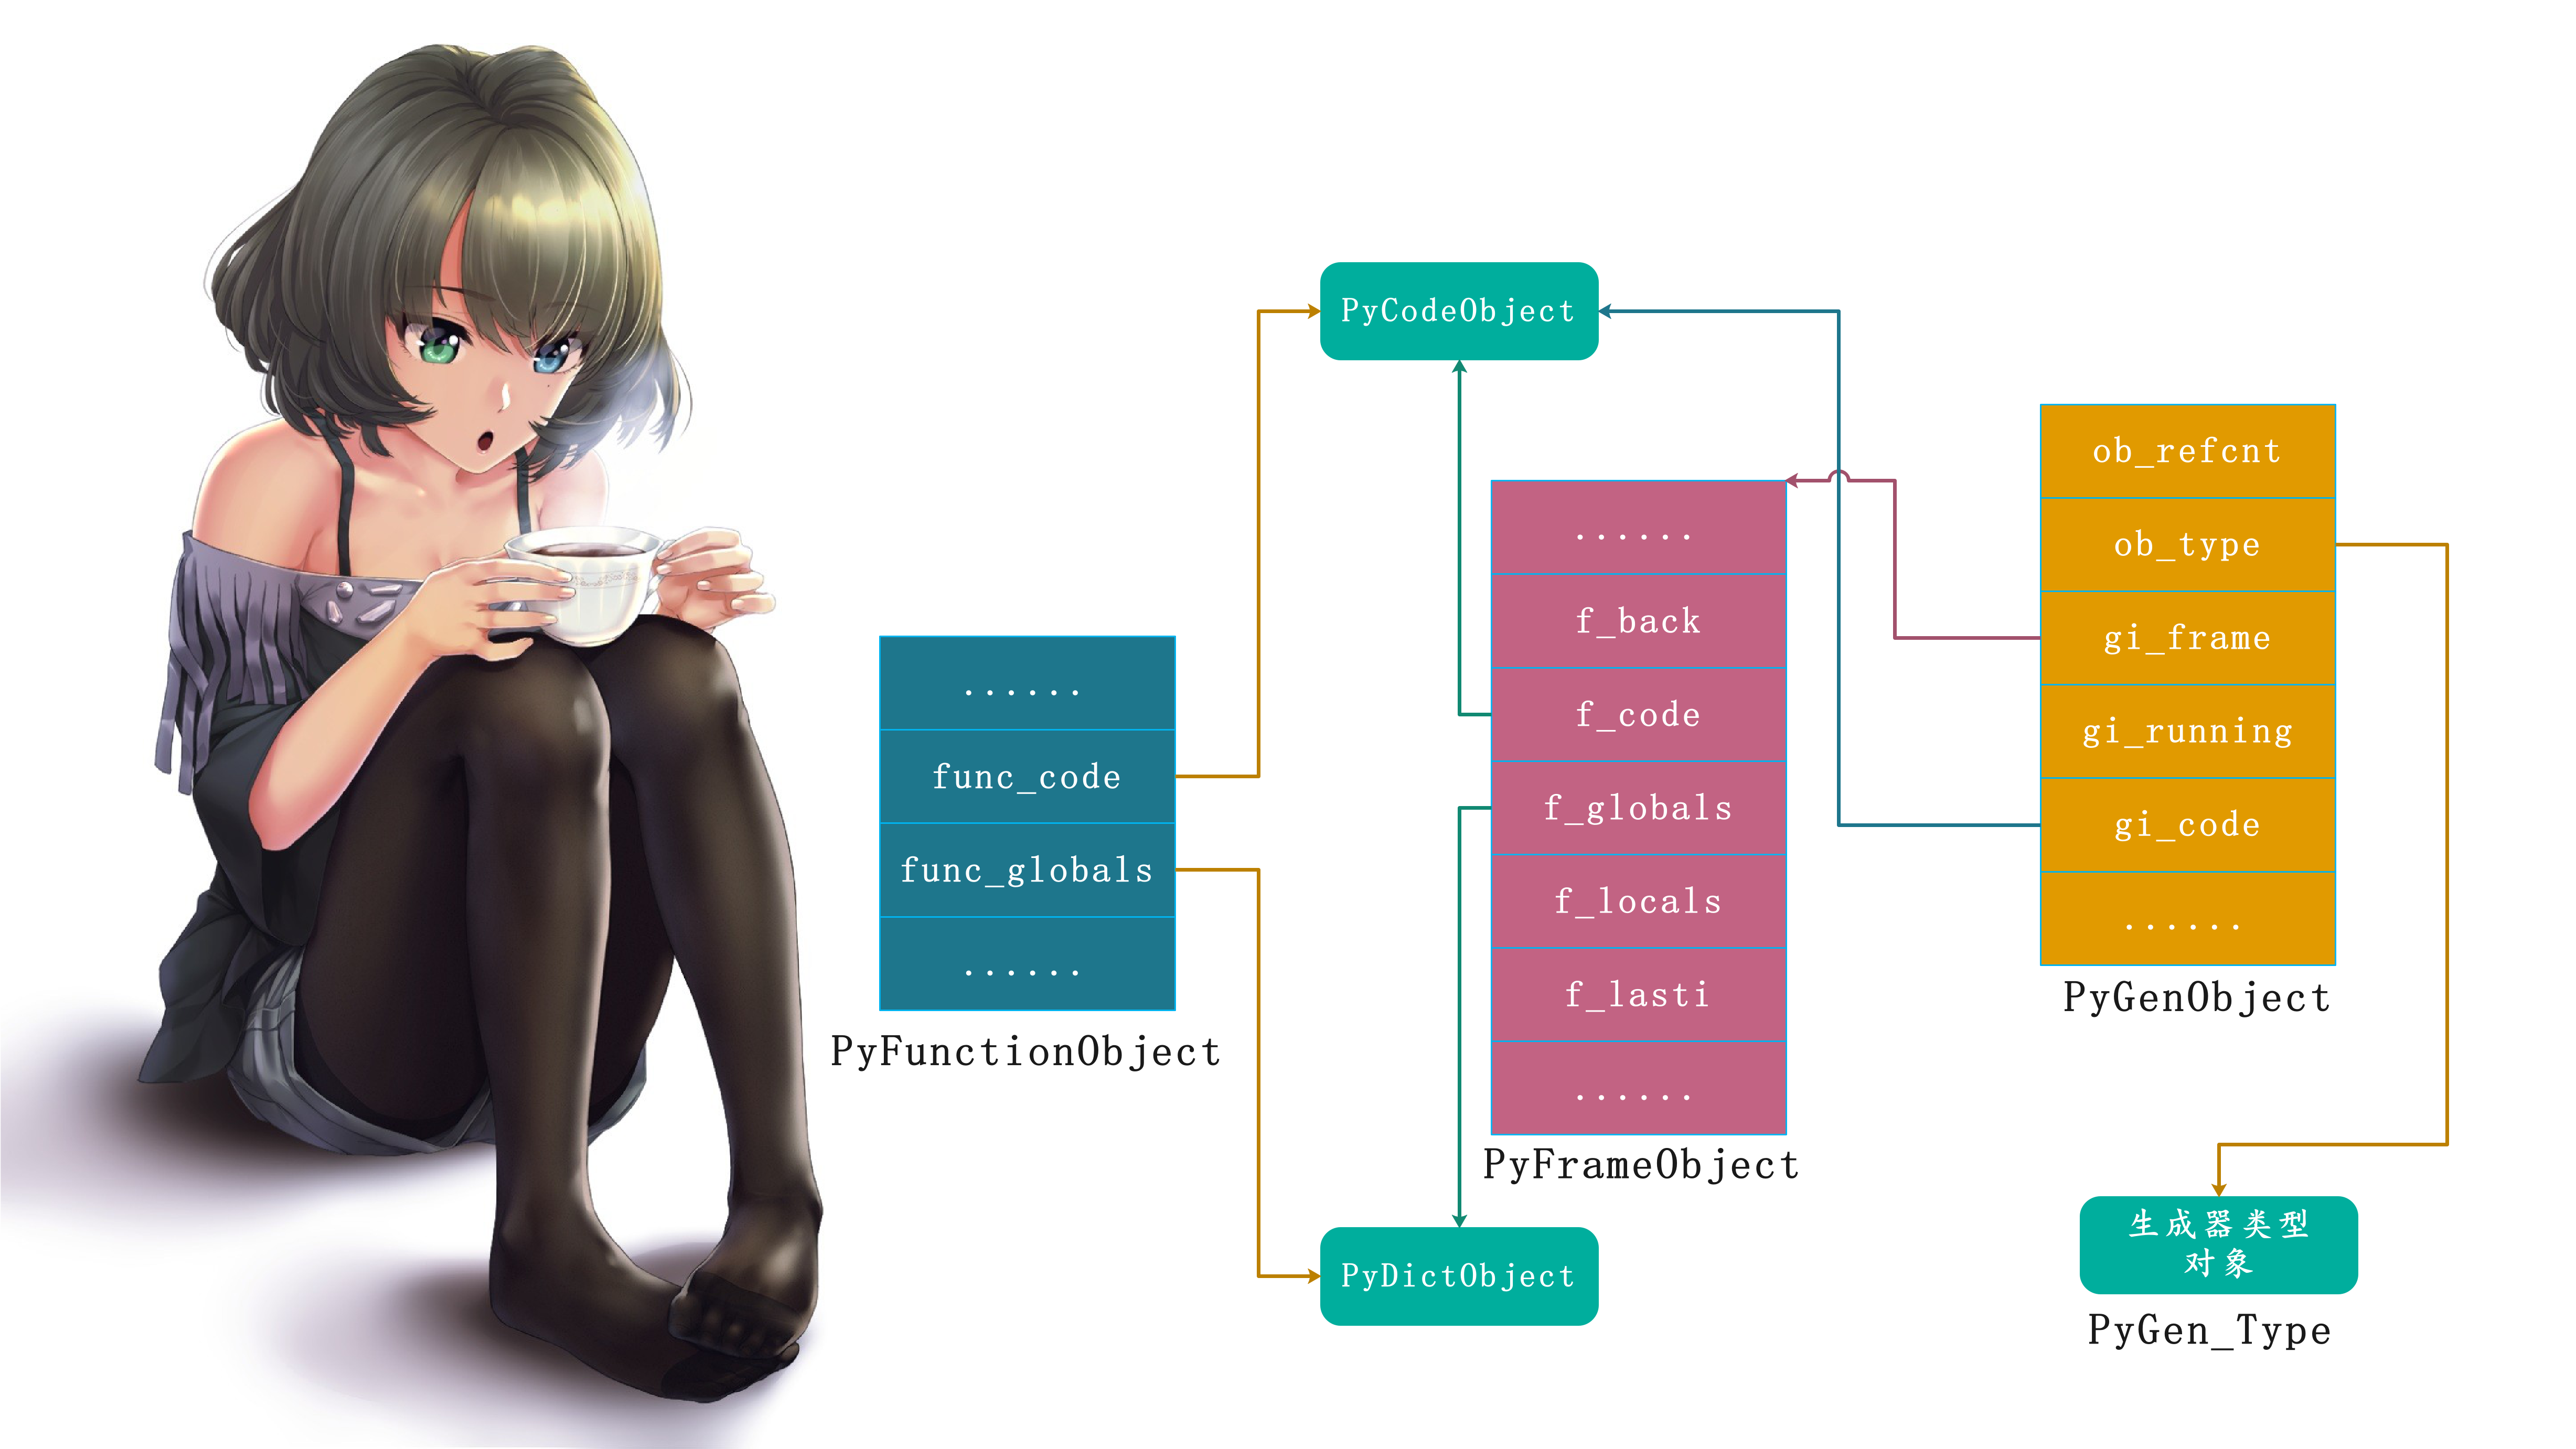 PyCodeObject
......
func_code
func_globals
......
PyFunctionObject
......
f_back
f_code
f_globals
f_locals
f_lasti
......
PyFrameObject
PyDictObject
ob_refcnt
ob_type
gi_frame
gi_running
gi_code
......
PyGenObject
生成器类型
对象
PyGen_Type